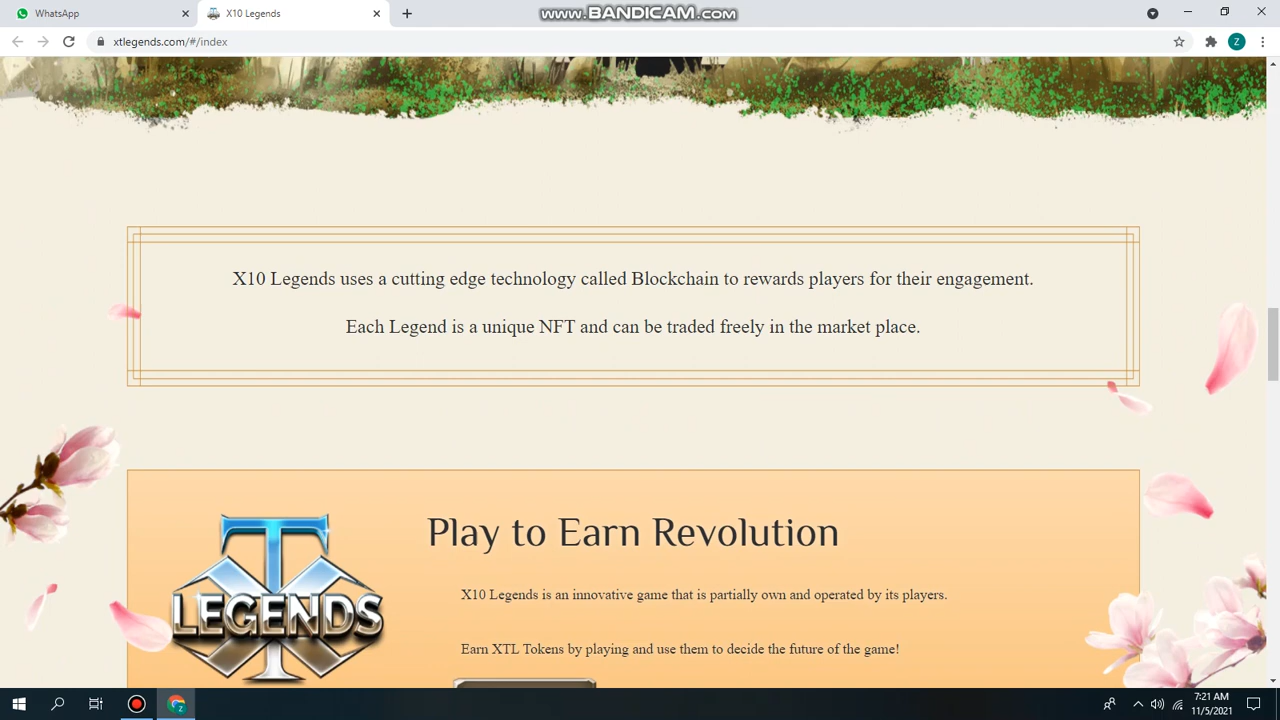 WhatsApp
X10 Legends
www.BANDICAM.com
Z
xtlegends.com/#/index
X10 Legends uses a cutting edge technology called Blockchain to rewards players for their engagement.
Each Legend is a unique NFT and can be traded freely in the market place.
T
LEGENDS
Play to Earn Revolution
X10 Legends is an innovative game that is partially own and operated by its players.
Earn XTL Tokens by playing and use them to decide the future of the game!
7:21 AM
11/5/2021